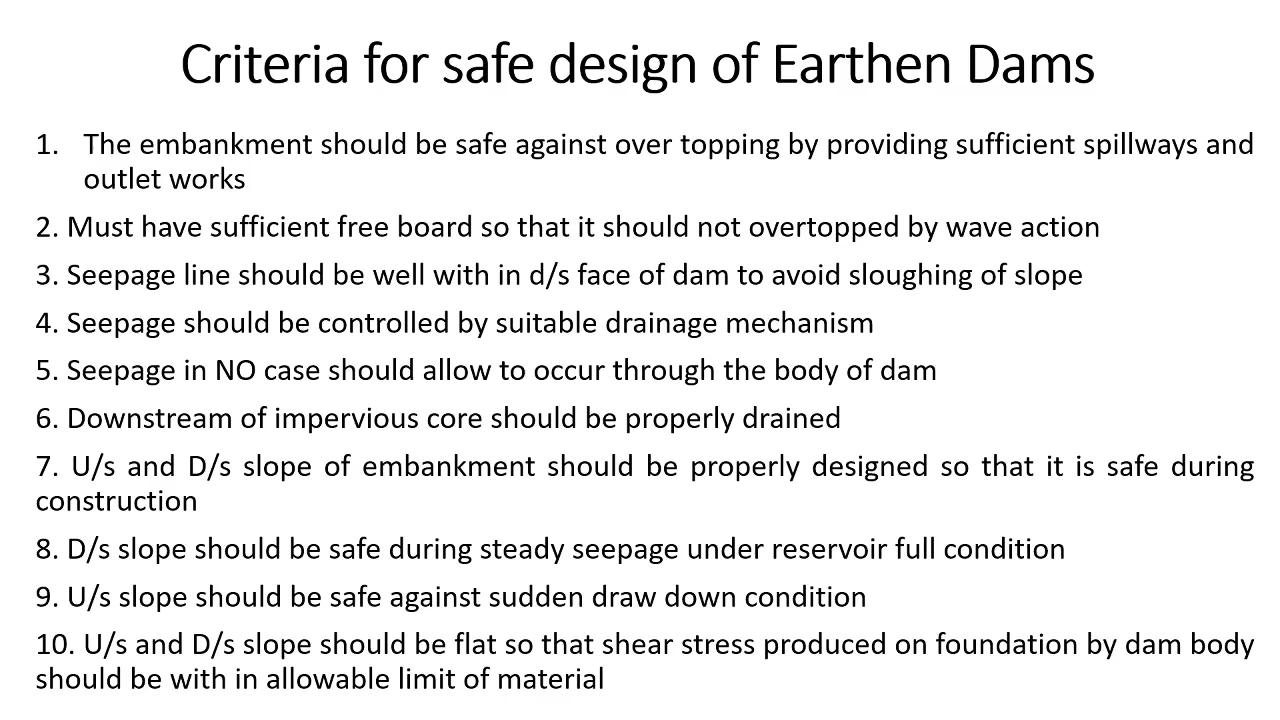 Criteria for safe design of Earthen Dams
1. The embankment should be safe against over topping by providing sufficient spillways and
outlet works
2. Must have sufficient free board so that it should not overtopped by wave action
3. Seepage line should be well with in d/s face of dam to avoid sloughing of slope
4. Seepage should be controlled by suitable drainage mechanism
5. Seepage in NO case should allow to occur through the body of dam
6. Downstream of impervious core should be properly drained
7. U/s and D/s slope of embankment should be properly designed so that it is safe during
construction
8. D/s slope should be safe during steady seepage under reservoir full condition
9. U/s slope should be safe against sudden draw down condition
10. U/s and D/s slope should be flat so that shear stress produced on foundation by dam body
should be with in allowable limit of material